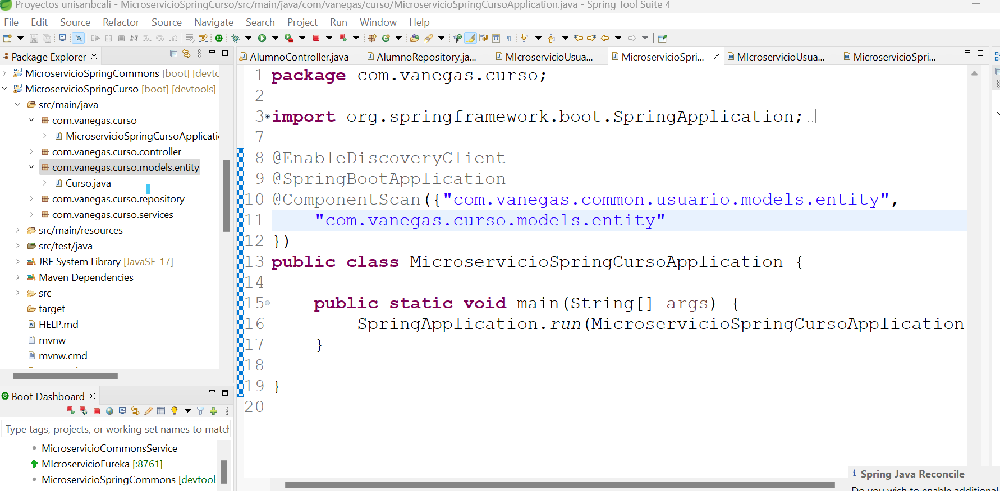 Proyectos unisanbcali - MicroservicioSpringCurso/src/main/java/com/vanegas/curso/MicroservicioSpringCursoApplication.java - Spring Tool Suite 4
File Edit Source Refactor Source Navigate Search Project Run Window Help
Package Explorer
MicroservicioSpringCommons [boot] [devtc
MicroservicioSpringCurso [boot] [devtools]
src/main/java
com.vanegas.curso
MicroservicioSpringCursoApplicati
com.vanegas.curso.controller
com.vanegas.curso.models.entity
Curso.java
com.vanegas.curso.repository
com.vanegas.curso.services
src/main/resources
src/test/java
JRE System Library [JavaSE-17]
Maven Dependencies
src
target
HELP.md
mvnw
mvnw.cmd
Boot Dashboard
Type tags, projects, or working set names to match
MicroservicioCommonsService
MIcroservicioEureka [:8761]
MicroservicioSpringCommons [devtool
AlumnoController.java AlumnoRepository.ja... MIcroservicioUsua... MicroservicioSpri... MIcroservicioUsua... MicroservicioSpri...
1 package com.vanegas.curso;
2
3 import org.springframework.boot.SpringApplication;
7
8 @EnableDiscoveryClient
9 @SpringBootApplication
10 @ComponentScan({"com.vanegas.common.usuario.models.entity",
11 "com.vanegas.curso.models.entity"
12 })
13 public class MicroservicioSpringCursoApplication {
14
15 public static void main(String[] args) {
16 SpringApplication.run(MicroservicioSpringCursoApplication
17 }
18
19 }
20
Spring Java Reconcile
Do you wish to enable additional